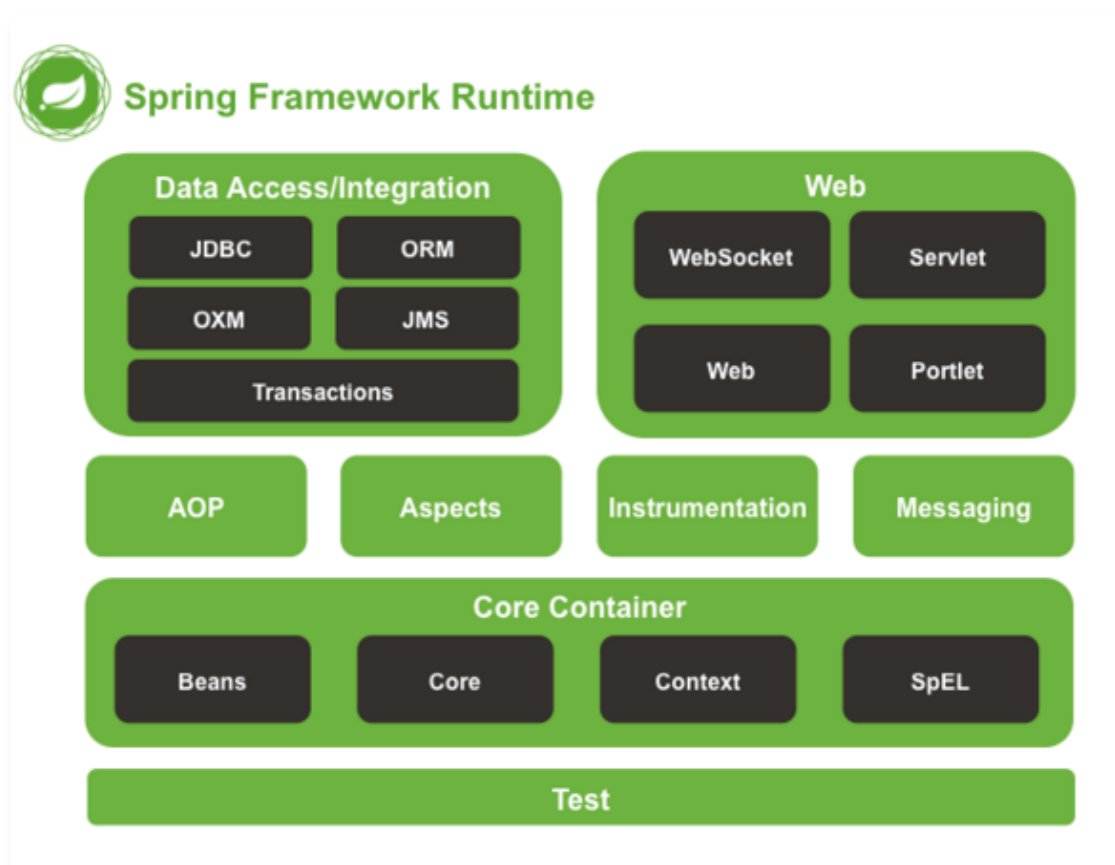 Spring Framework Runtime
Data Access/Integration
JDBC
ORM
OXM
JMS
Transactions
Web
WebSocket
Servlet
Web
Portlet
AOP
Aspects
Instrumentation
Messaging
Core Container
Beans
Core
Context
SpEL
Test